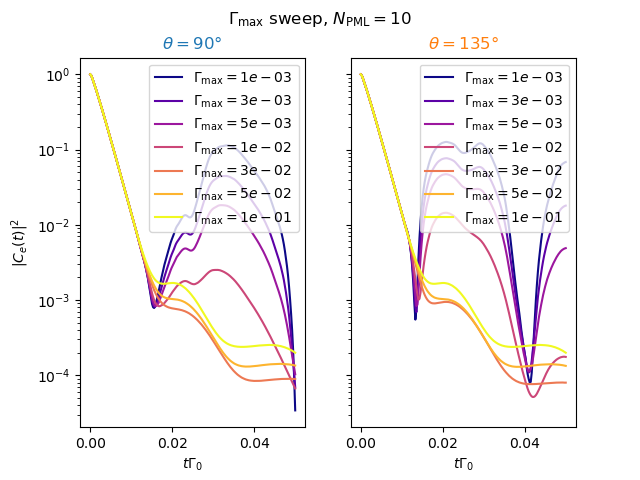 Γmax sweep, NPML = 10
θ = 90°
θ = 135°
|Ce(t)|²
10⁰
10⁻¹
10⁻²
10⁻³
10⁻⁴
Γmax = 1e − 03
Γmax = 3e − 03
Γmax = 5e − 03
Γmax = 1e − 02
Γmax = 3e − 02
Γmax = 5e − 02
Γmax = 1e − 01
Γmax = 1e − 03
Γmax = 3e − 03
Γmax = 5e − 03
Γmax = 1e − 02
Γmax = 3e − 02
Γmax = 5e − 02
Γmax = 1e − 01
0.00 0.02 0.04
0.00 0.02 0.04
tΓ₀
tΓ₀